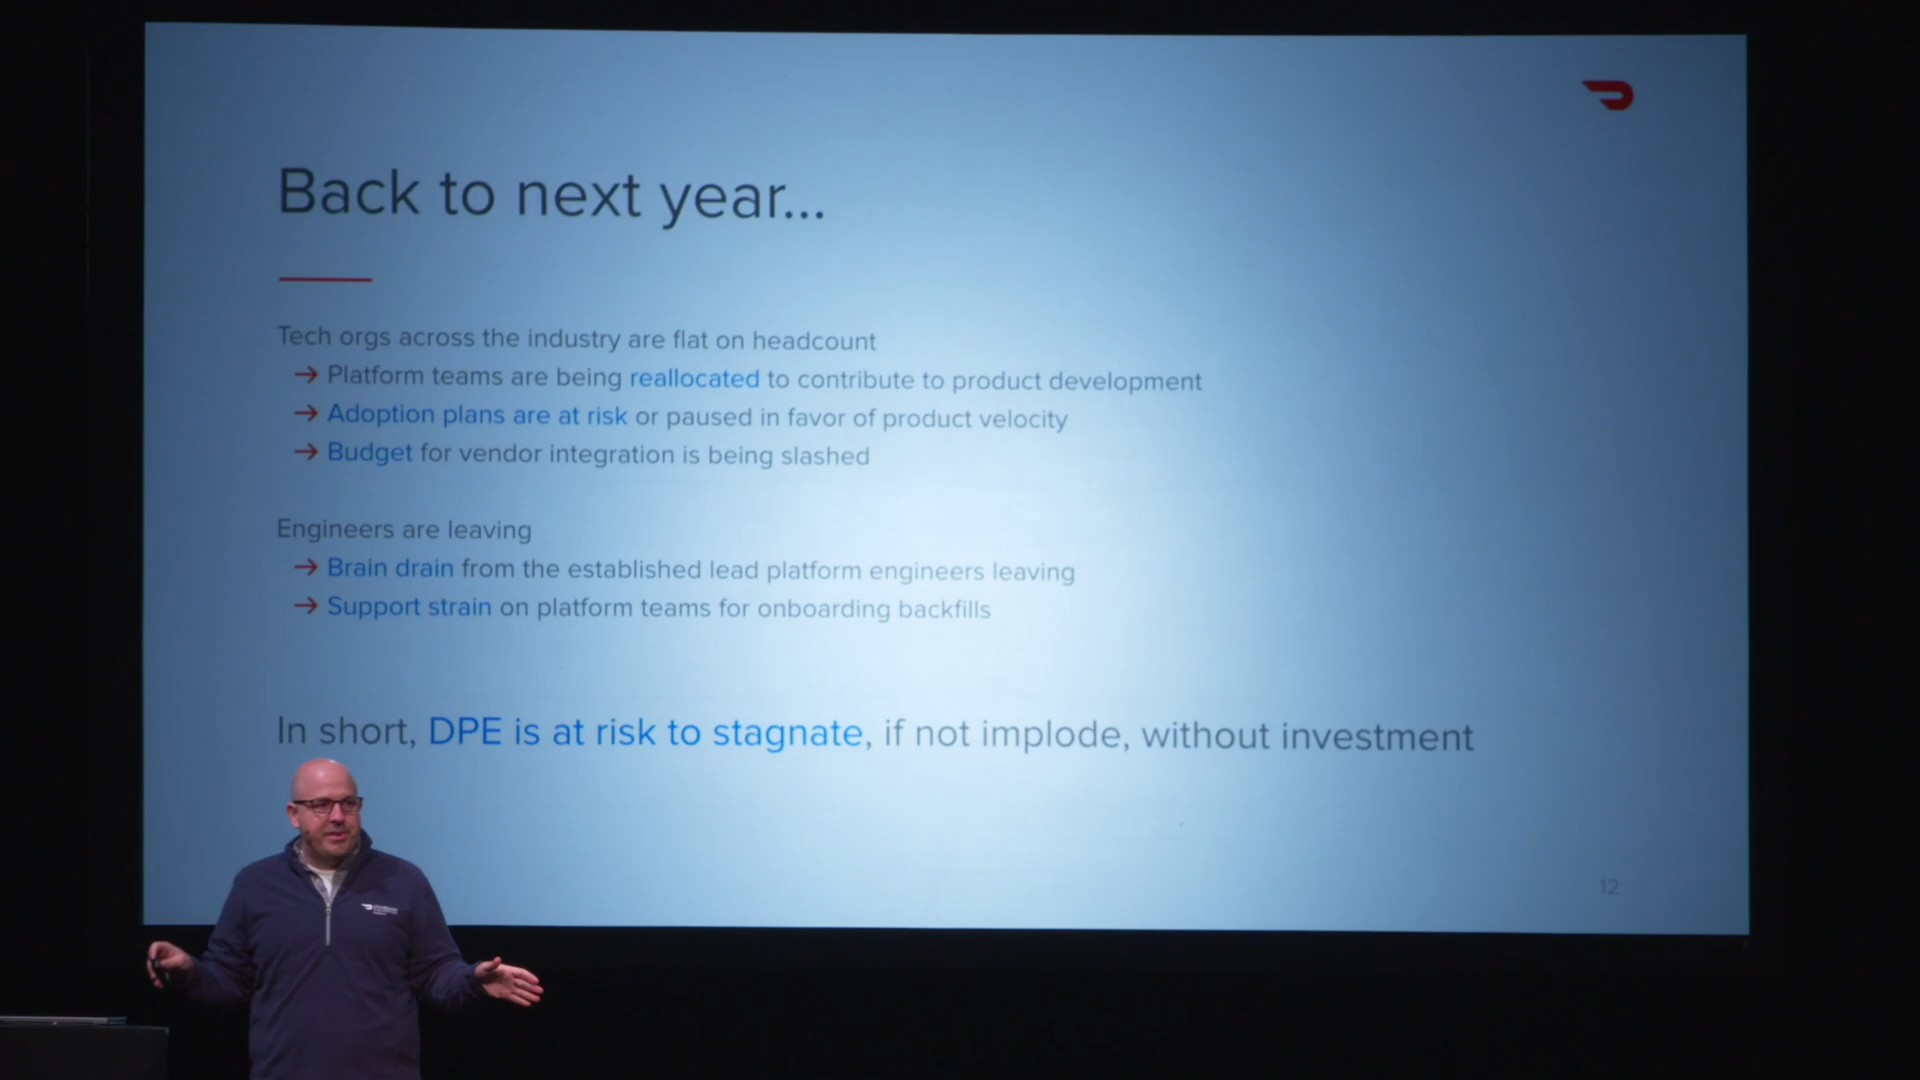 Back to next year...
Tech orgs across the industry are flat on headcount
→ Platform teams are being reallocated to contribute to product development
→ Adoption plans are at risk or paused in favor of product velocity
→ Budget for vendor integration is being slashed
Engineers are leaving
→ Brain drain from the established lead platform engineers leaving
→ Support strain on platform teams for onboarding backfills
In short, DPE is at risk to stagnate, if not implode, without investment
12